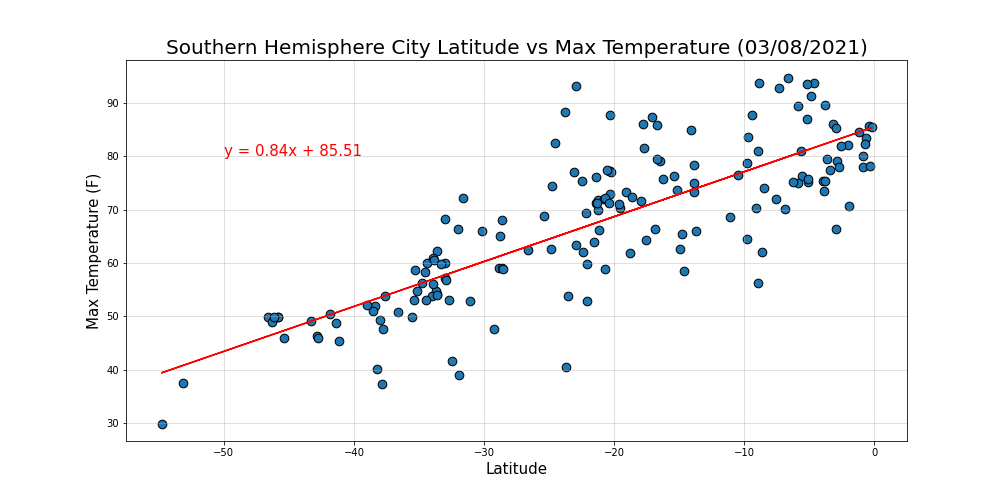 Southern Hemisphere City Latitude vs Max Temperature (03/08/2021)
90
80
70
60
50
40
30
Max Temperature (F)
y = 0.84x + 85.51
−50 −40 −30 −20 −10 0
Latitude